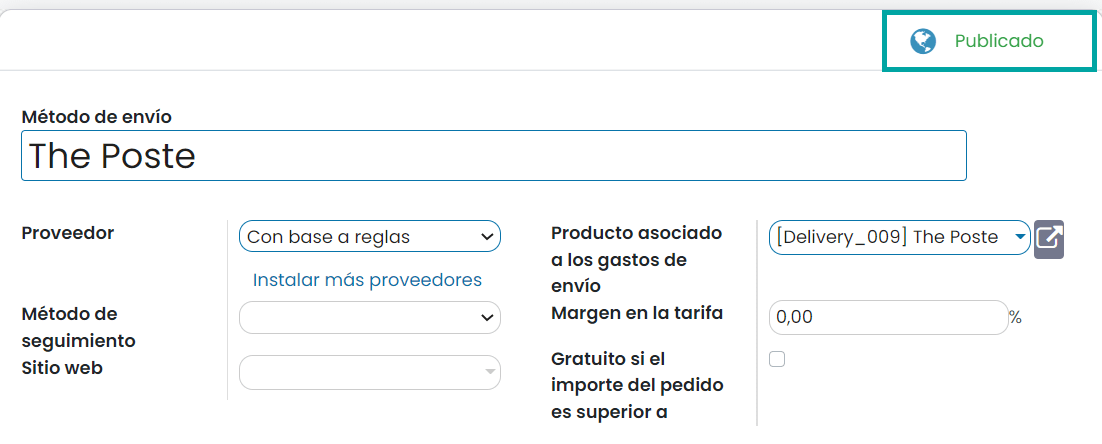 Publicado
Método de envío
The Poste
Proveedor
Con base a reglas
Instalar más proveedores
Método de
seguimiento
Sitio web
Producto asociado
a los gastos de
envío
[Delivery_009] The Poste
Margen en la tarifa
0,00
%
Gratuito si el
importe del pedido
es superior a